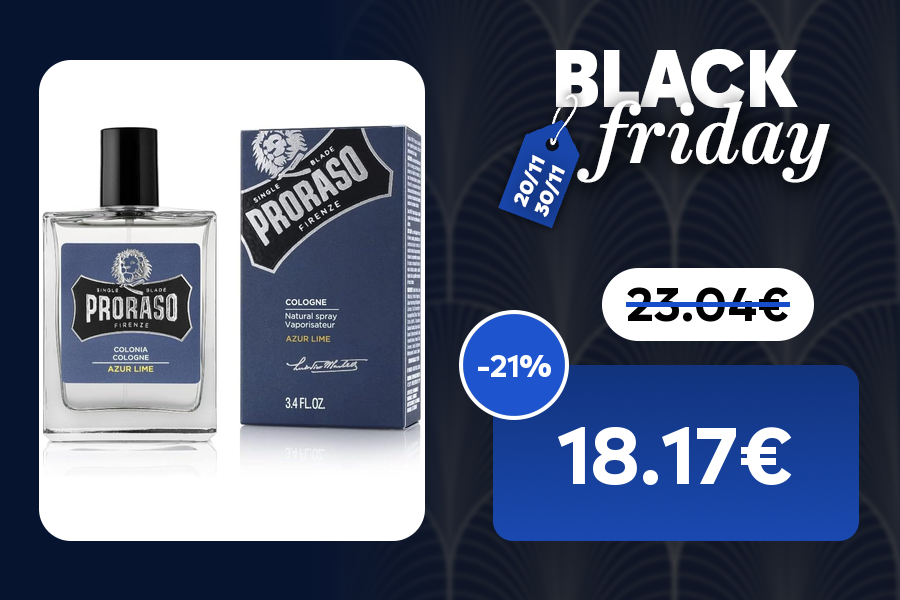 BLACK
friday
20/11
30/11
SINGLE BLADE
PRORASO
FIRENZE
COLONIA
COLOGNE
AZUR LIME
SINGLE BLADE
PRORASO
FIRENZE
COLOGNE
Natural spray
Vaporisateur
AZUR LIME
3.4 FL.OZ.
23.04€
-21%
18.17€